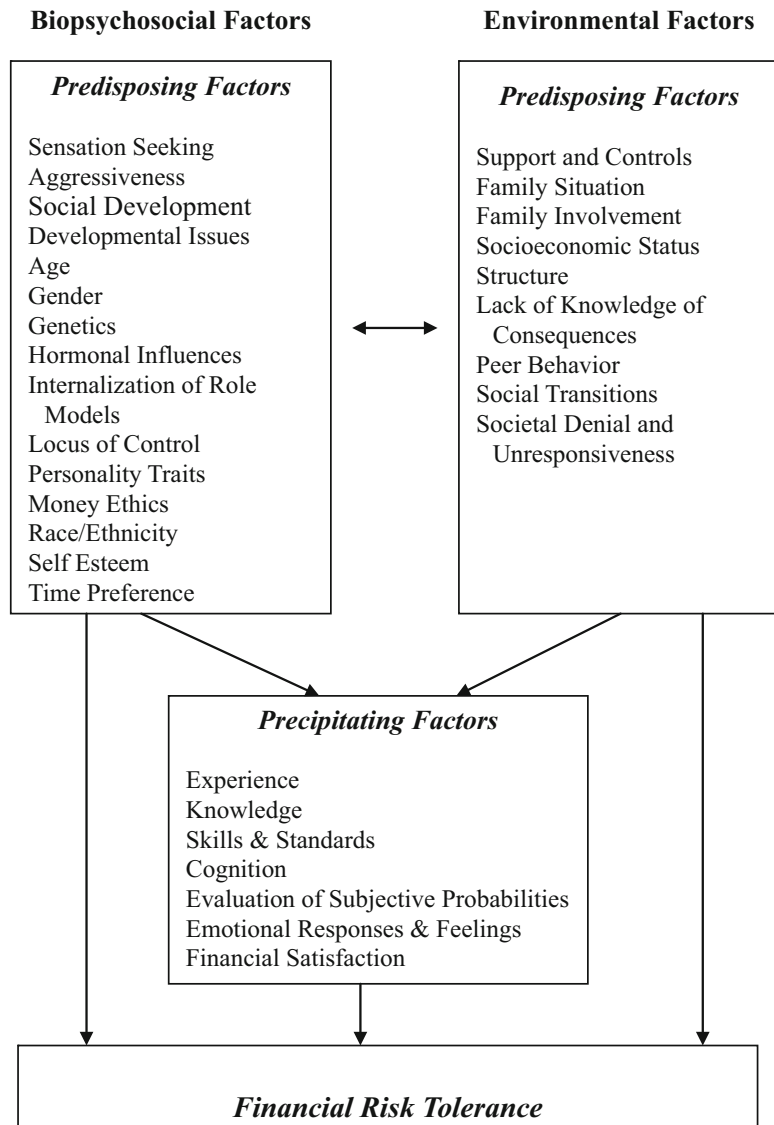 Biopsychosocial Factors
Environmental Factors
Predisposing Factors
Sensation Seeking
Aggressiveness
Social Development
Developmental Issues
Age
Gender
Genetics
Hormonal Influences
Internalization of Role
Models
Locus of Control
Personality Traits
Money Ethics
Race/Ethnicity
Self Esteem
Time Preference
Predisposing Factors
Support and Controls
Family Situation
Family Involvement
Socioeconomic Status
Structure
Lack of Knowledge of
Consequences
Peer Behavior
Social Transitions
Societal Denial and
Unresponsiveness
Precipitating Factors
Experience
Knowledge
Skills & Standards
Cognition
Evaluation of Subjective Probabilities
Emotional Responses & Feelings
Financial Satisfaction
Financial Risk Tolerance